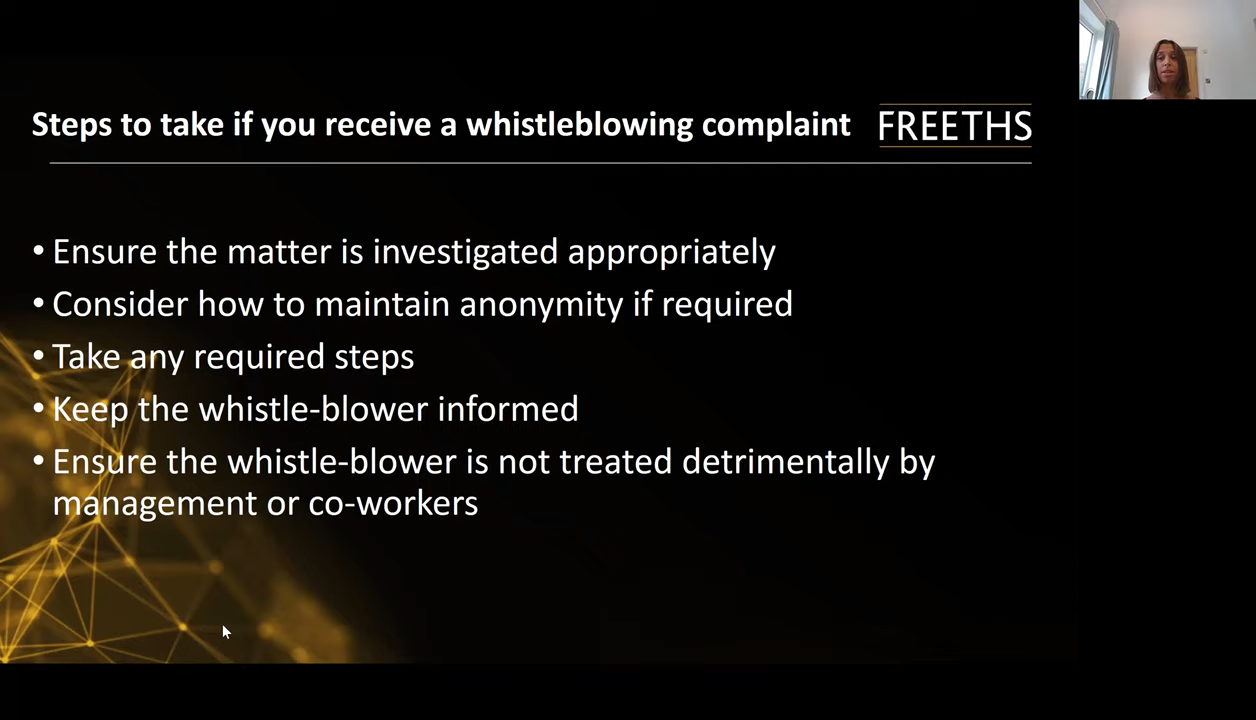 Steps to take if you receive a whistleblowing complaint
FREETHS
• Ensure the matter is investigated appropriately
• Consider how to maintain anonymity if required
• Take any required steps
• Keep the whistle-blower informed
• Ensure the whistle-blower is not treated detrimentally by
management or co-workers